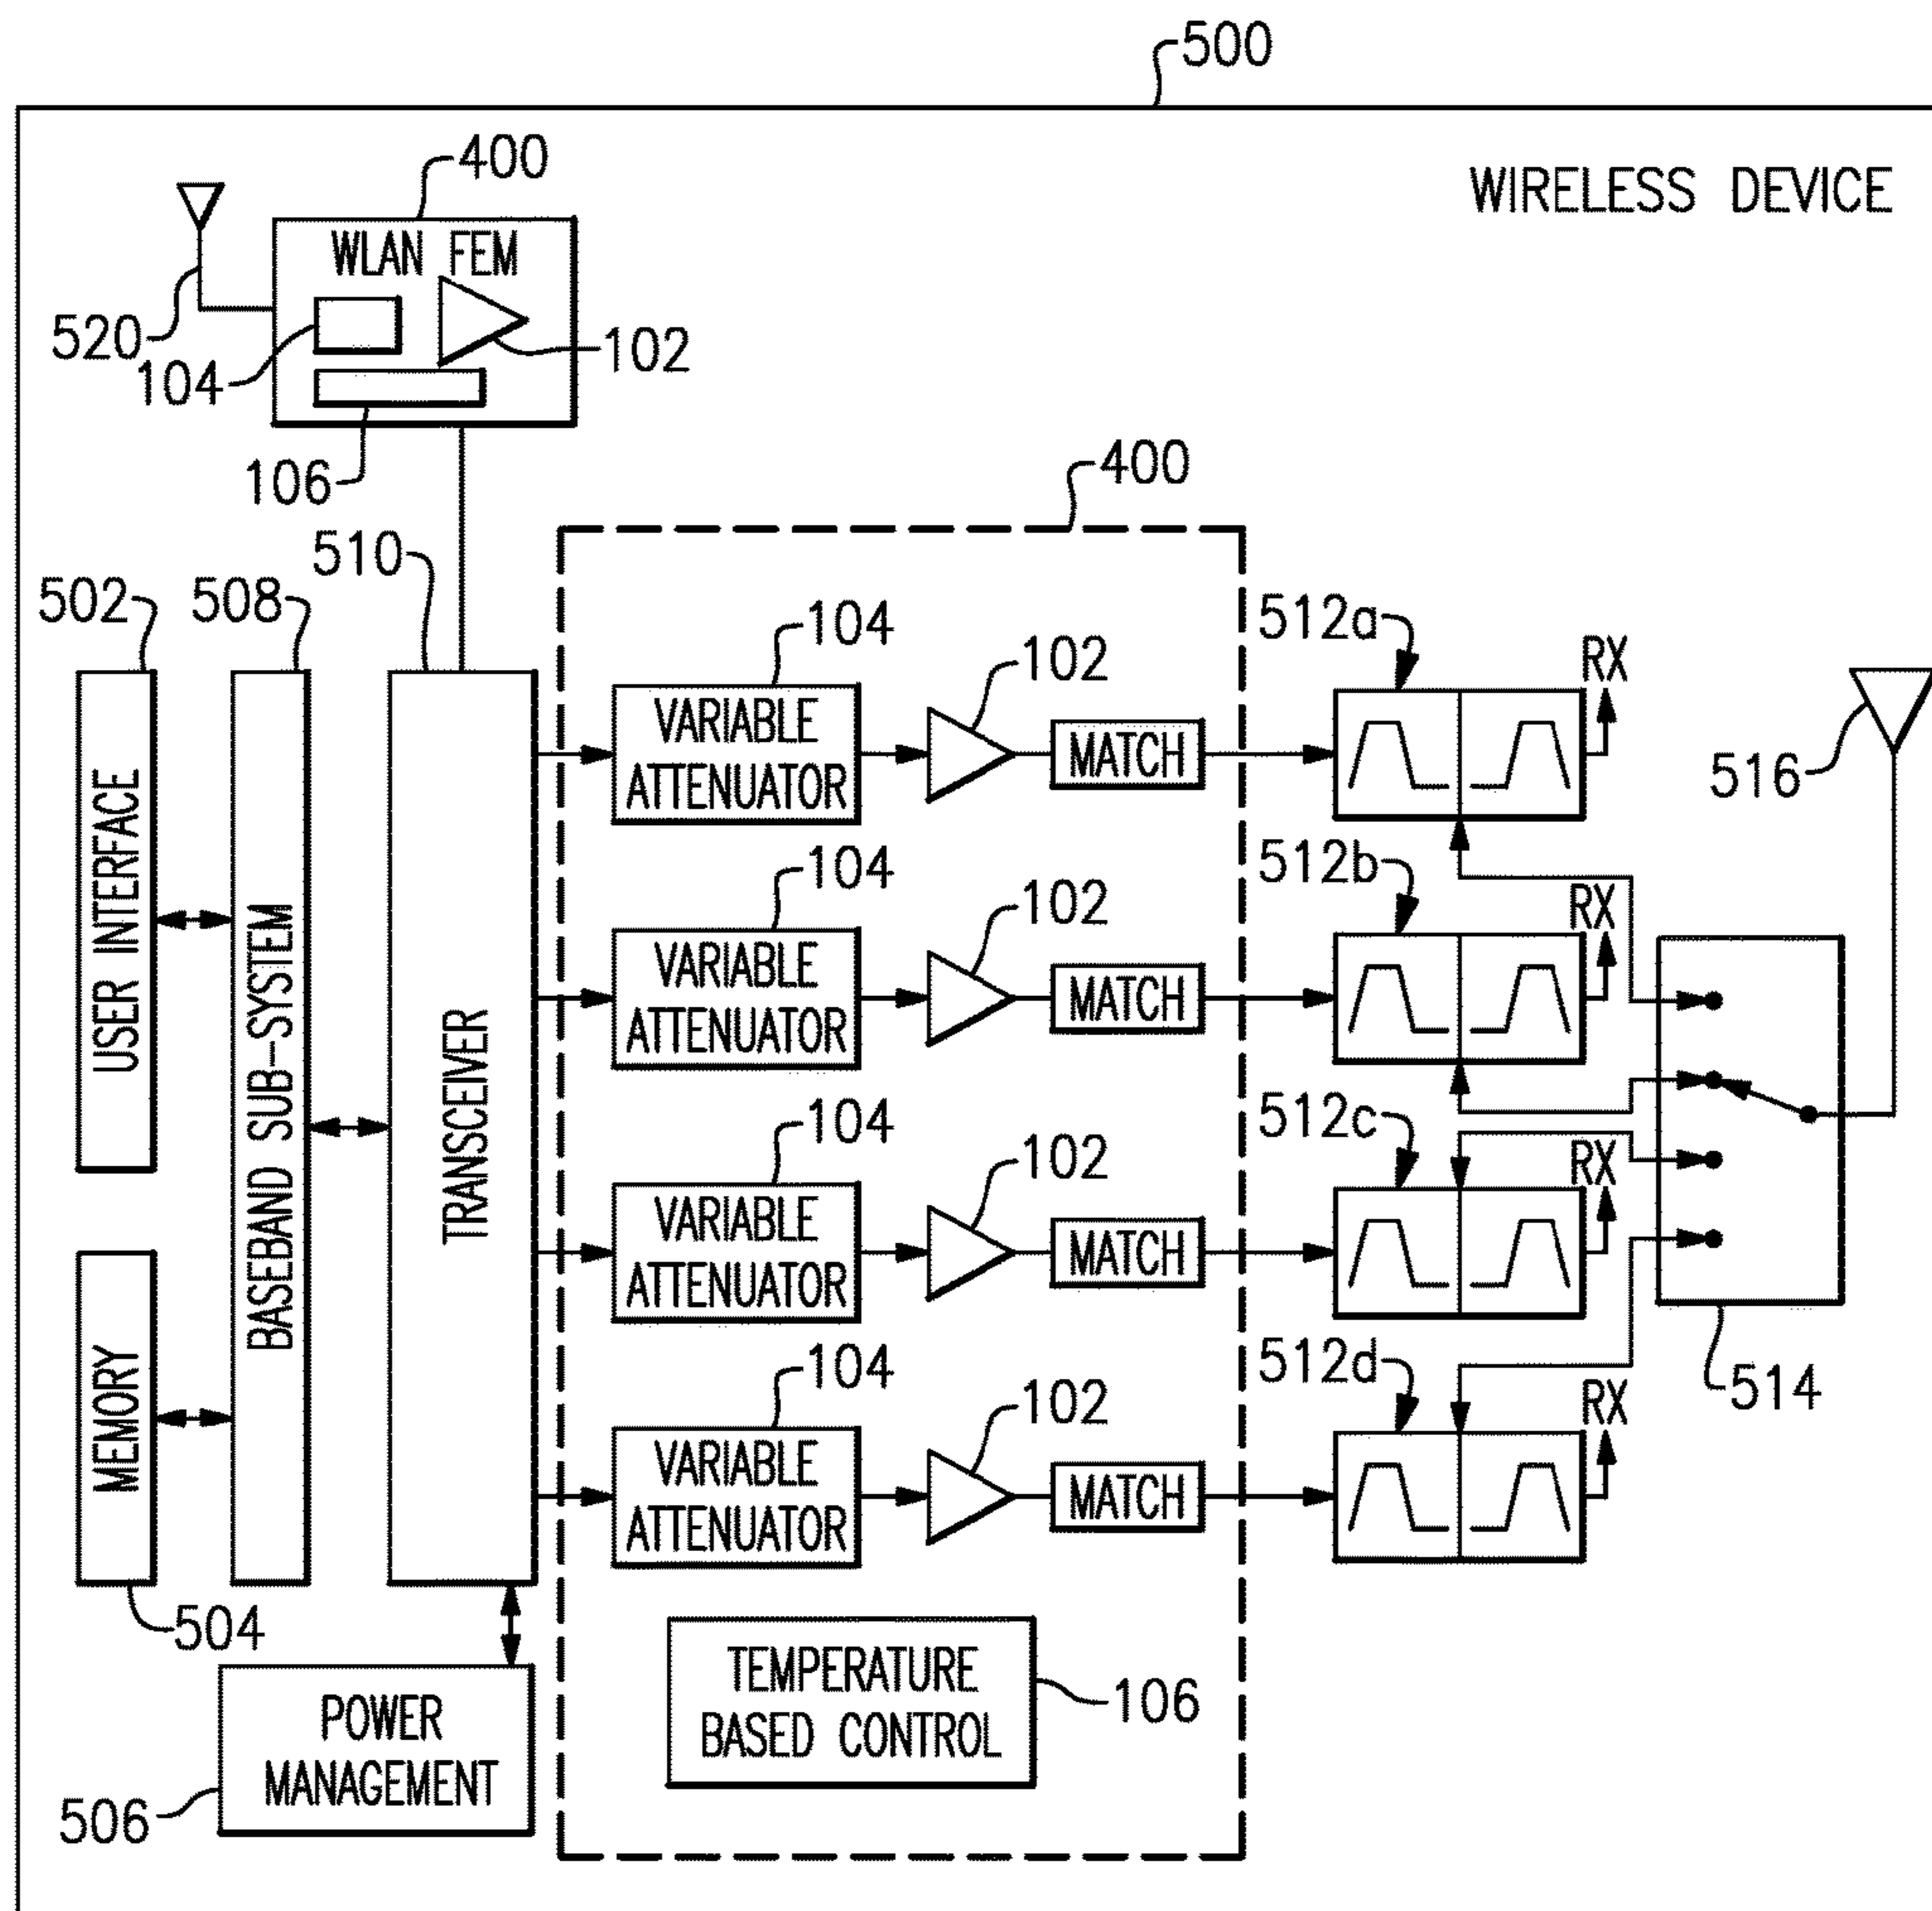 500
WIRELESS DEVICE
400
WLAN FEM
520
104
102
106
400
510
502
508
104
102
512a
RX
VARIABLE
ATTENUATOR
MATCH
516
104
102
512b
RX
VARIABLE
ATTENUATOR
MATCH
USER INTERFACE
BASEBAND SUB-SYSTEM
TRANSCEIVER
104
102
512c
RX
VARIABLE
ATTENUATOR
MATCH
MEMORY
104
102
512d
RX
514
VARIABLE
ATTENUATOR
MATCH
504
TEMPERATURE
BASED CONTROL
106
POWER
MANAGEMENT
506